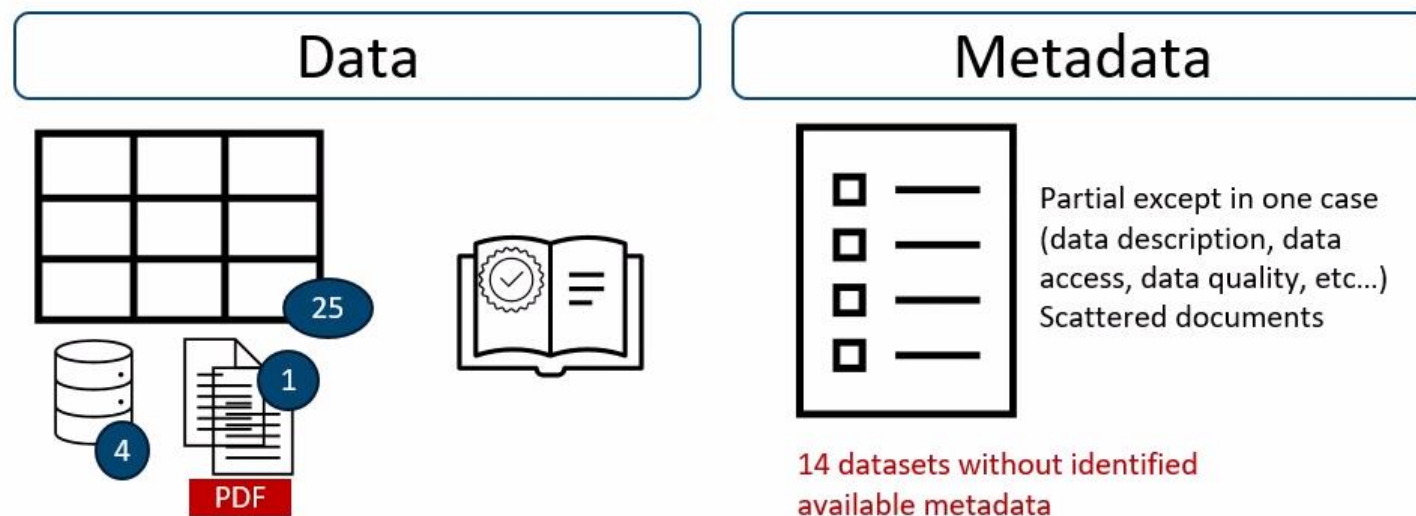 Data
Metadata
25
4
1
PDF
Partial except in one case
(data description, data
access, data quality, etc...)
Scattered documents
14 datasets without identified
available metadata